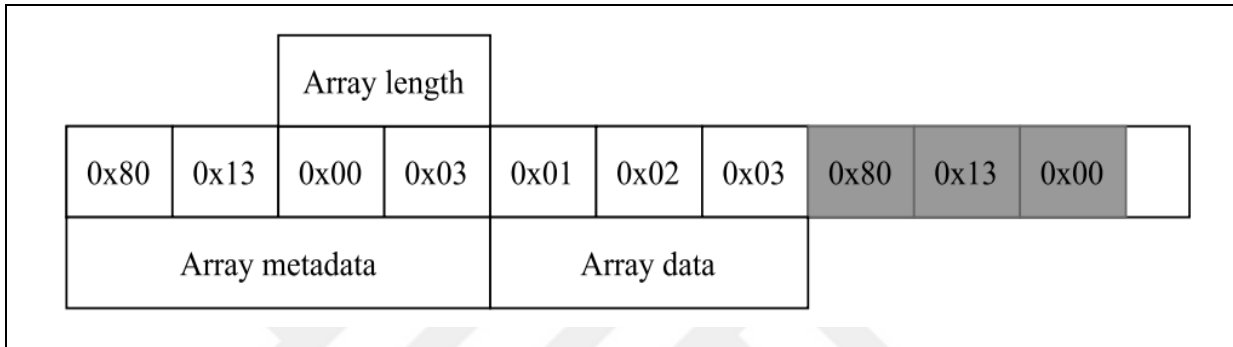 Array length
0x80 0x13 0x00 0x03 0x01 0x02 0x03 0x80 0x13 0x00
Array metadata Array data